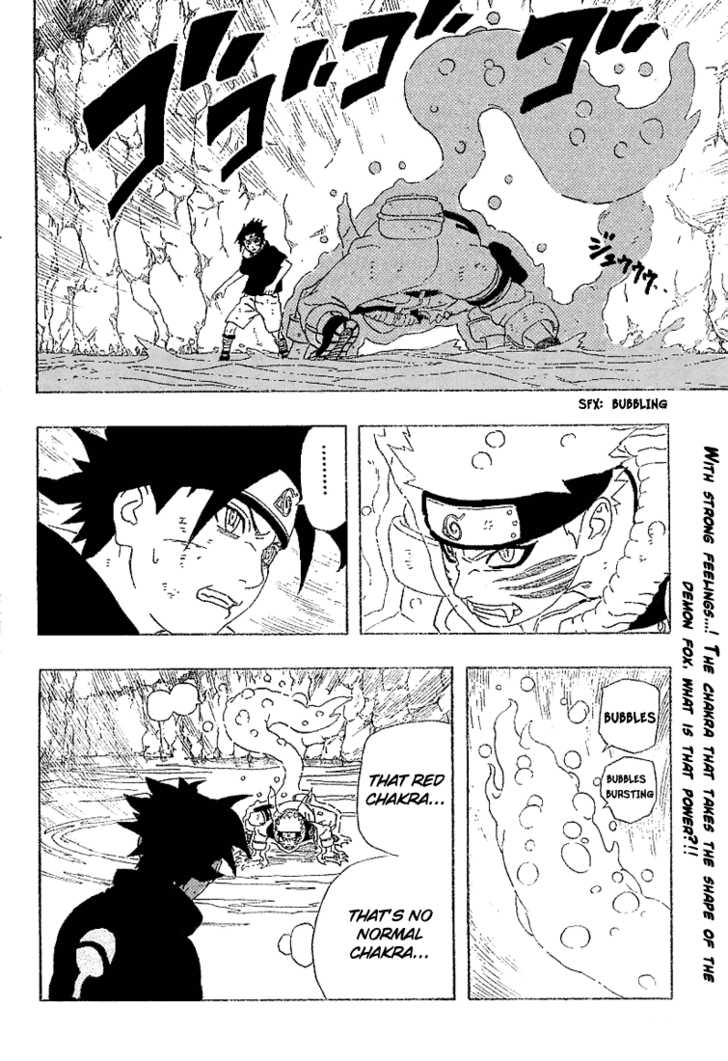 ゴゴゴゴ
ジュウウウ..
SFX: BUBBLING
WITH STRONG FEELINGS...! THE CHAKRA THAT TAKES THE SHAPE OF THE
DEMON FOX. WHAT IS THAT POWER?!!
.........
BUBBLES
BUBBLES
BURSTING
THAT RED
CHAKRA...
THAT'S NO
NORMAL
CHAKRA...